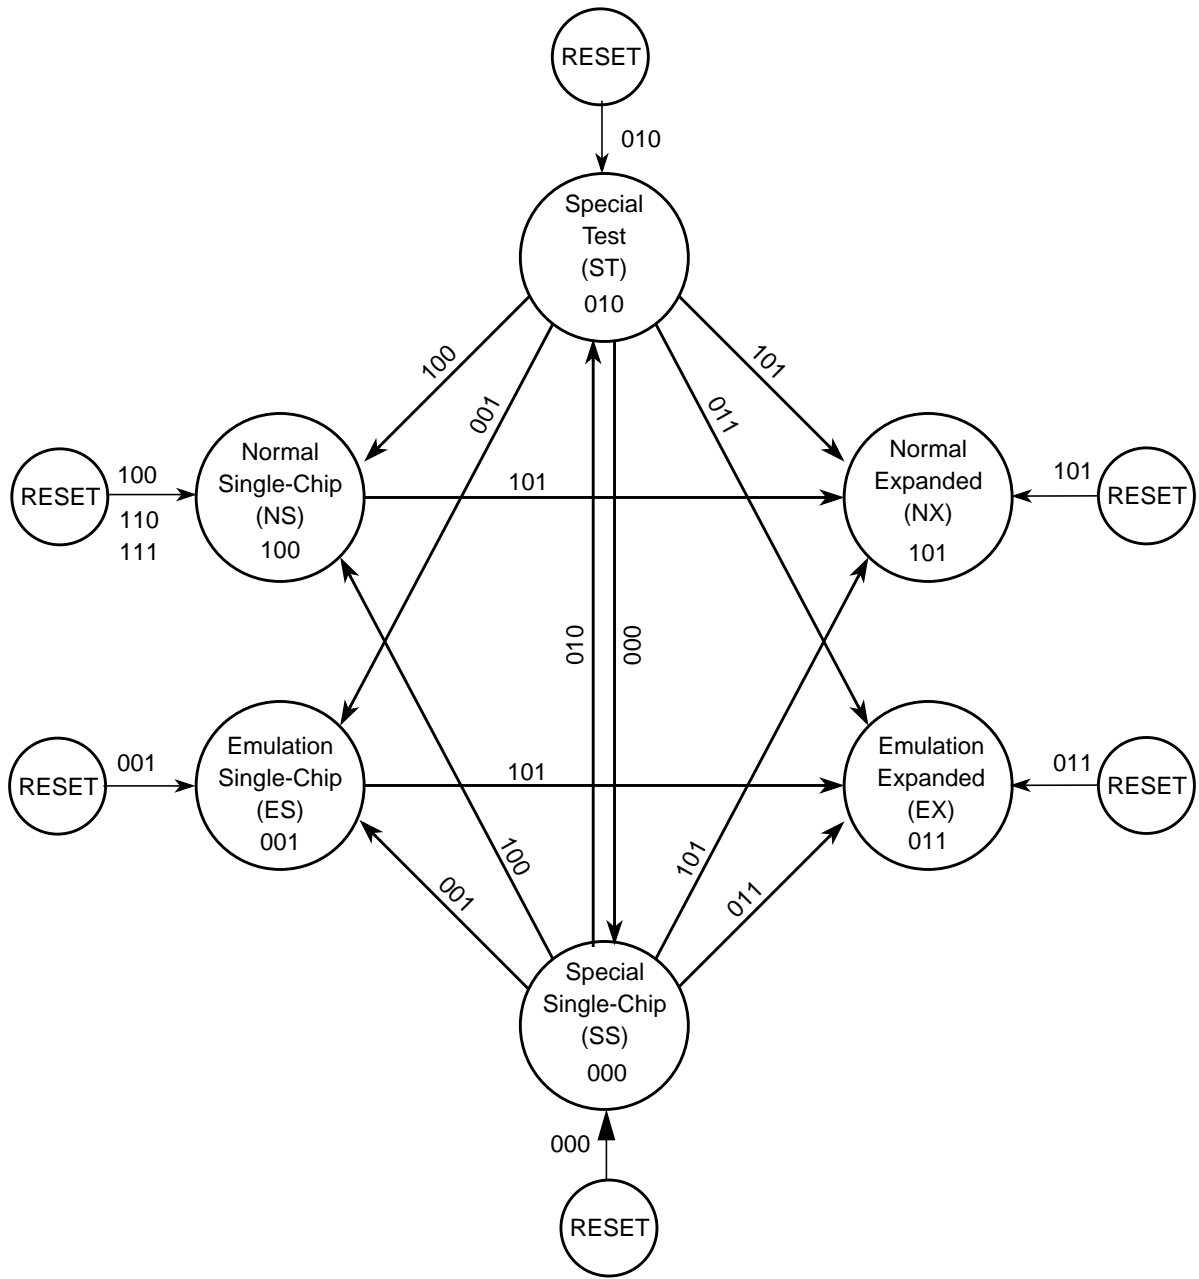 RESET
010
Special
Test
(ST)
010
100
101
001
011
Normal
Single-Chip
(NS)
100
Normal
Expanded
(NX)
101
RESET
100
110
111
101
101
RESET
010
000
Emulation
Single-Chip
(ES)
001
Emulation
Expanded
(EX)
011
RESET
001
101
011
RESET
100
101
001
011
Special
Single-Chip
(SS)
000
000
RESET